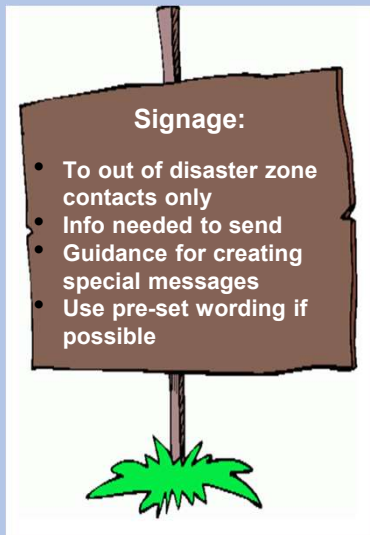 Signage:
• To out of disaster zone
contacts only
• Info needed to send
• Guidance for creating
special messages
• Use pre-set wording if
possible